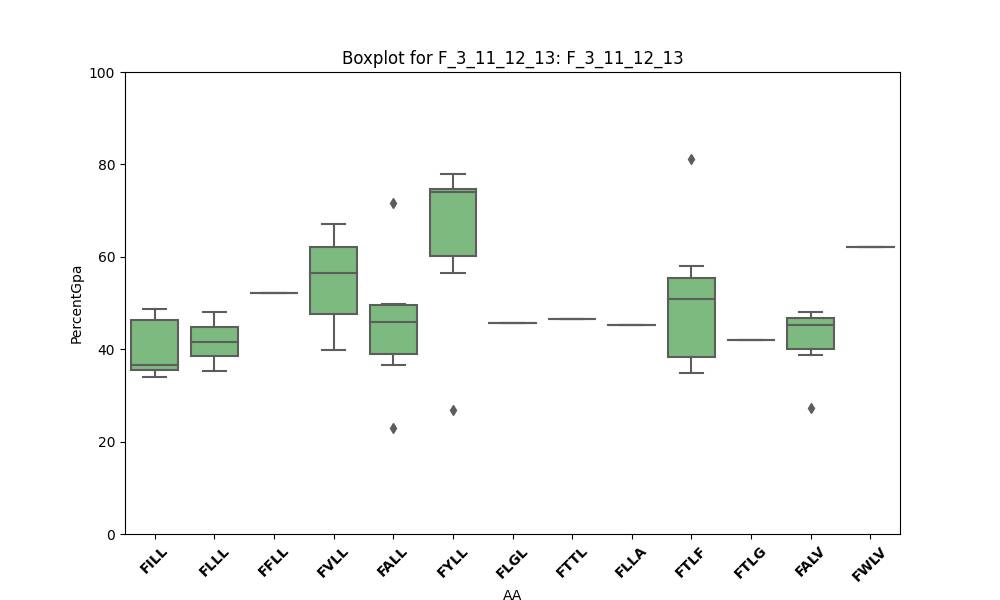 Boxplot for F_3_11_12_13: F_3_11_12_13
100
80
60
40
20
0
PercentGpa
FILL
FLLL
FFLL
FVLL
FALL
FYLL
FLGL
FTTL
FLLA
FTLF
FTLG
FALV
FWLV
AA